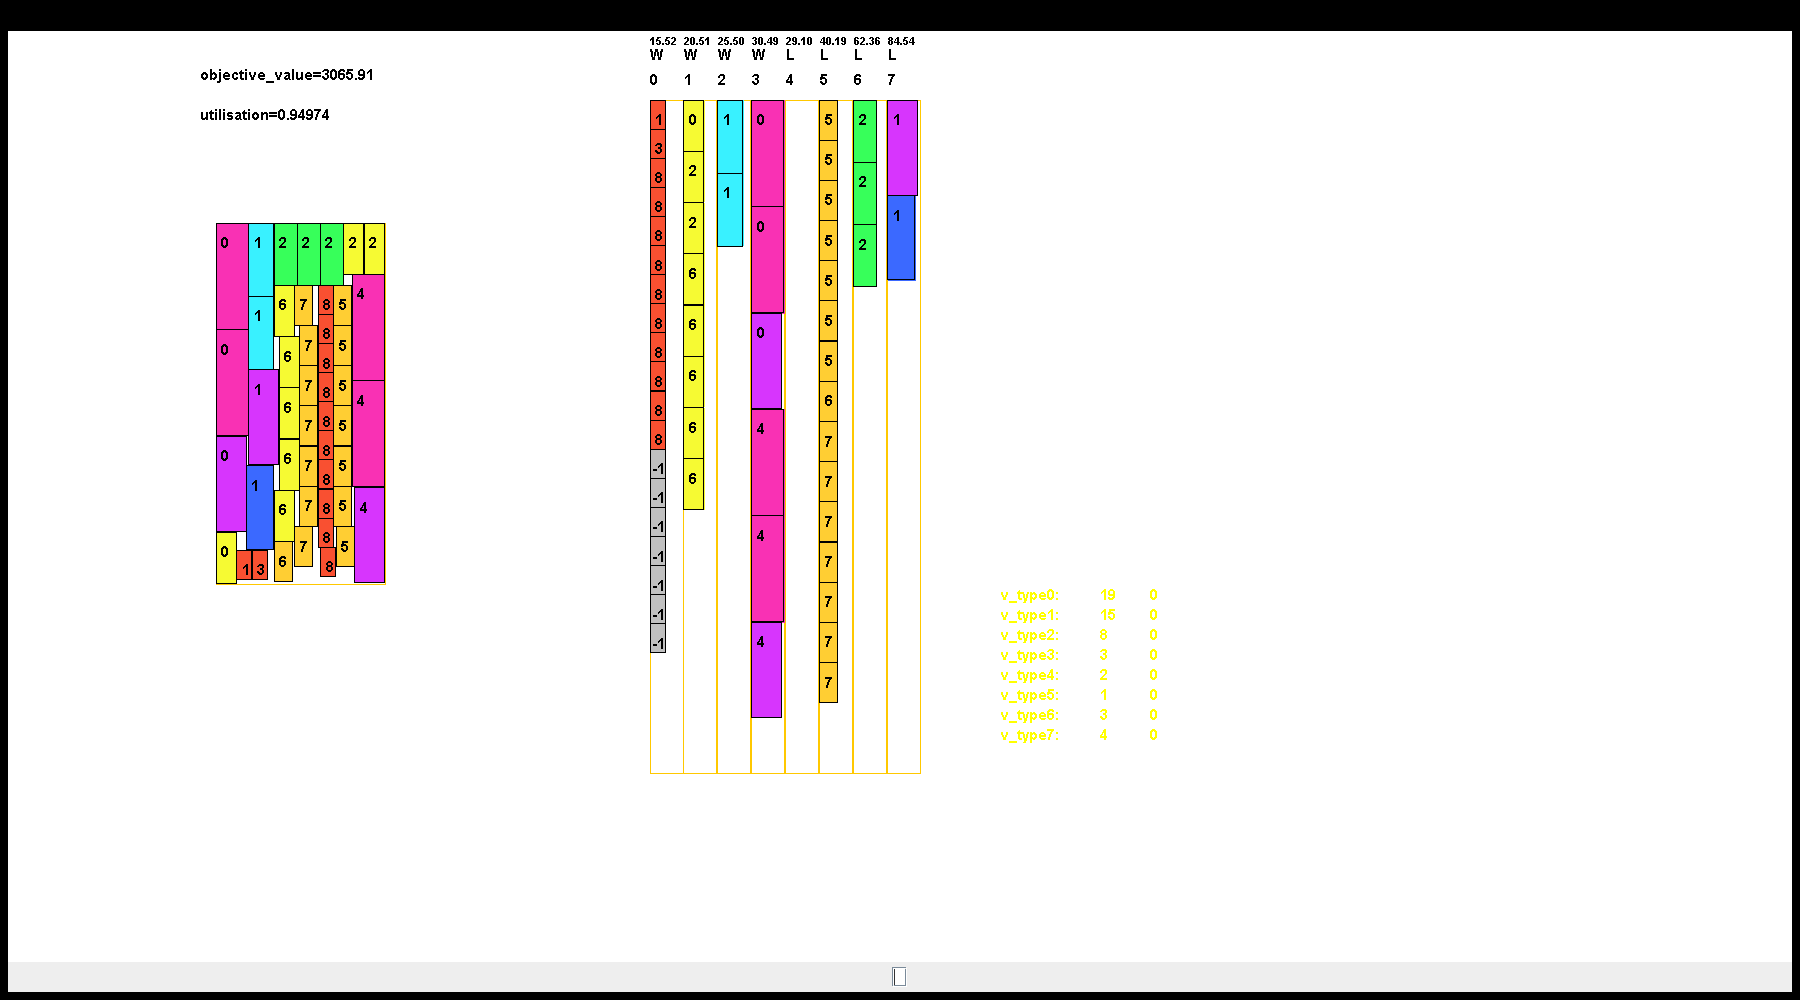 15.52 20.51 25.50 30.49 29.10 40.19 62.36 84.54
W W W W L L L L
objective_value=3065.91
0 1 2 3 4 5 6 7
utilisation=0.94974
1 0 1 0 5 2 1
3 5
8 2 0 5 2 1
8 1
8 2 0 5 2
8 6 5
8 6 0 5
8 5
8 6 4 6
8 7
8 6 4 7
8 7
-1 6 7
-1 7
-1 7
-1 4 7
-1
-1
-1
0 1 2 2 2 2 2
6 7 8 5 4
1 8
0 6 7 8 5
1 7 8 5 4
6 7 8 5
0 6 7 8 5
1 8
6 7 8 5 4
0 7 8 5
1 3 6 8
v_type0: 19 0
v_type1: 15 0
v_type2: 8 0
v_type3: 3 0
v_type4: 2 0
v_type5: 1 0
v_type6: 3 0
v_type7: 4 0